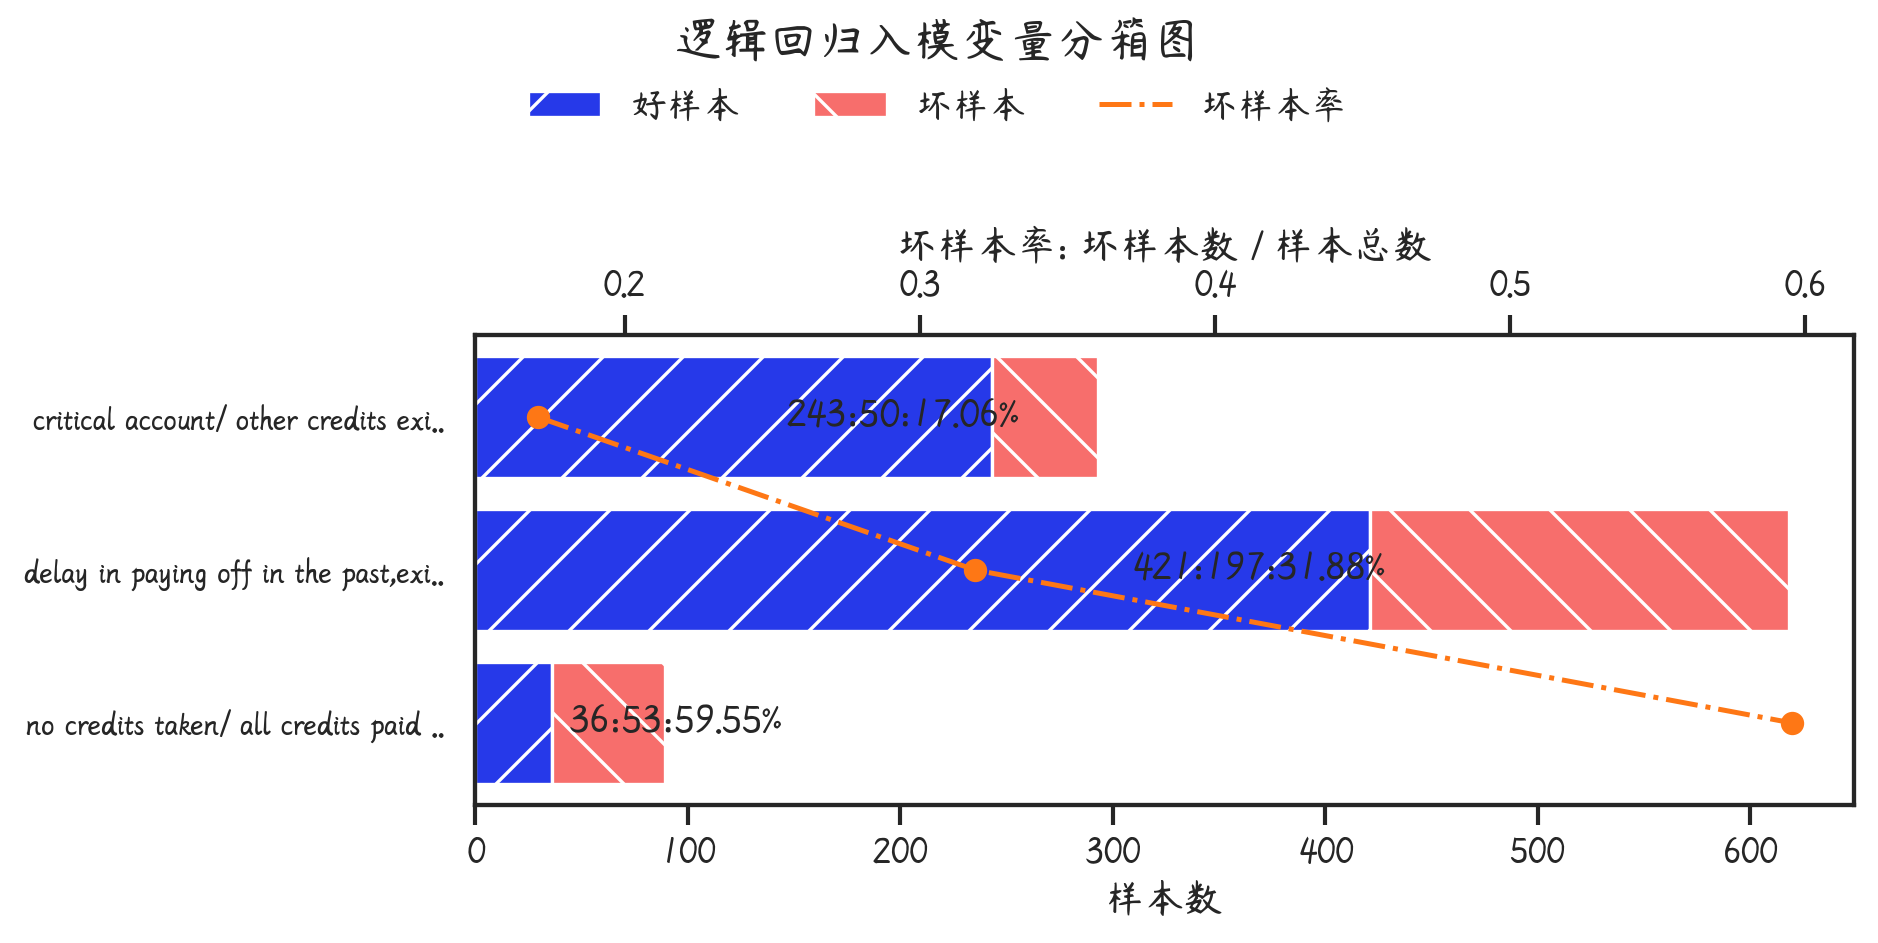 逻辑回归入模变量分箱图
好样本 坏样本 坏样本率
坏样本率: 坏样本数 / 样本总数
0.2 0.3 0.4 0.5 0.6
critical account/ other credits exi..
243:50:17.06%
delay in paying off in the past,exi..
421:197:31.88%
no credits taken/ all credits paid ..
36:53:59.55%
0 100 200 300 400 500 600
样本数